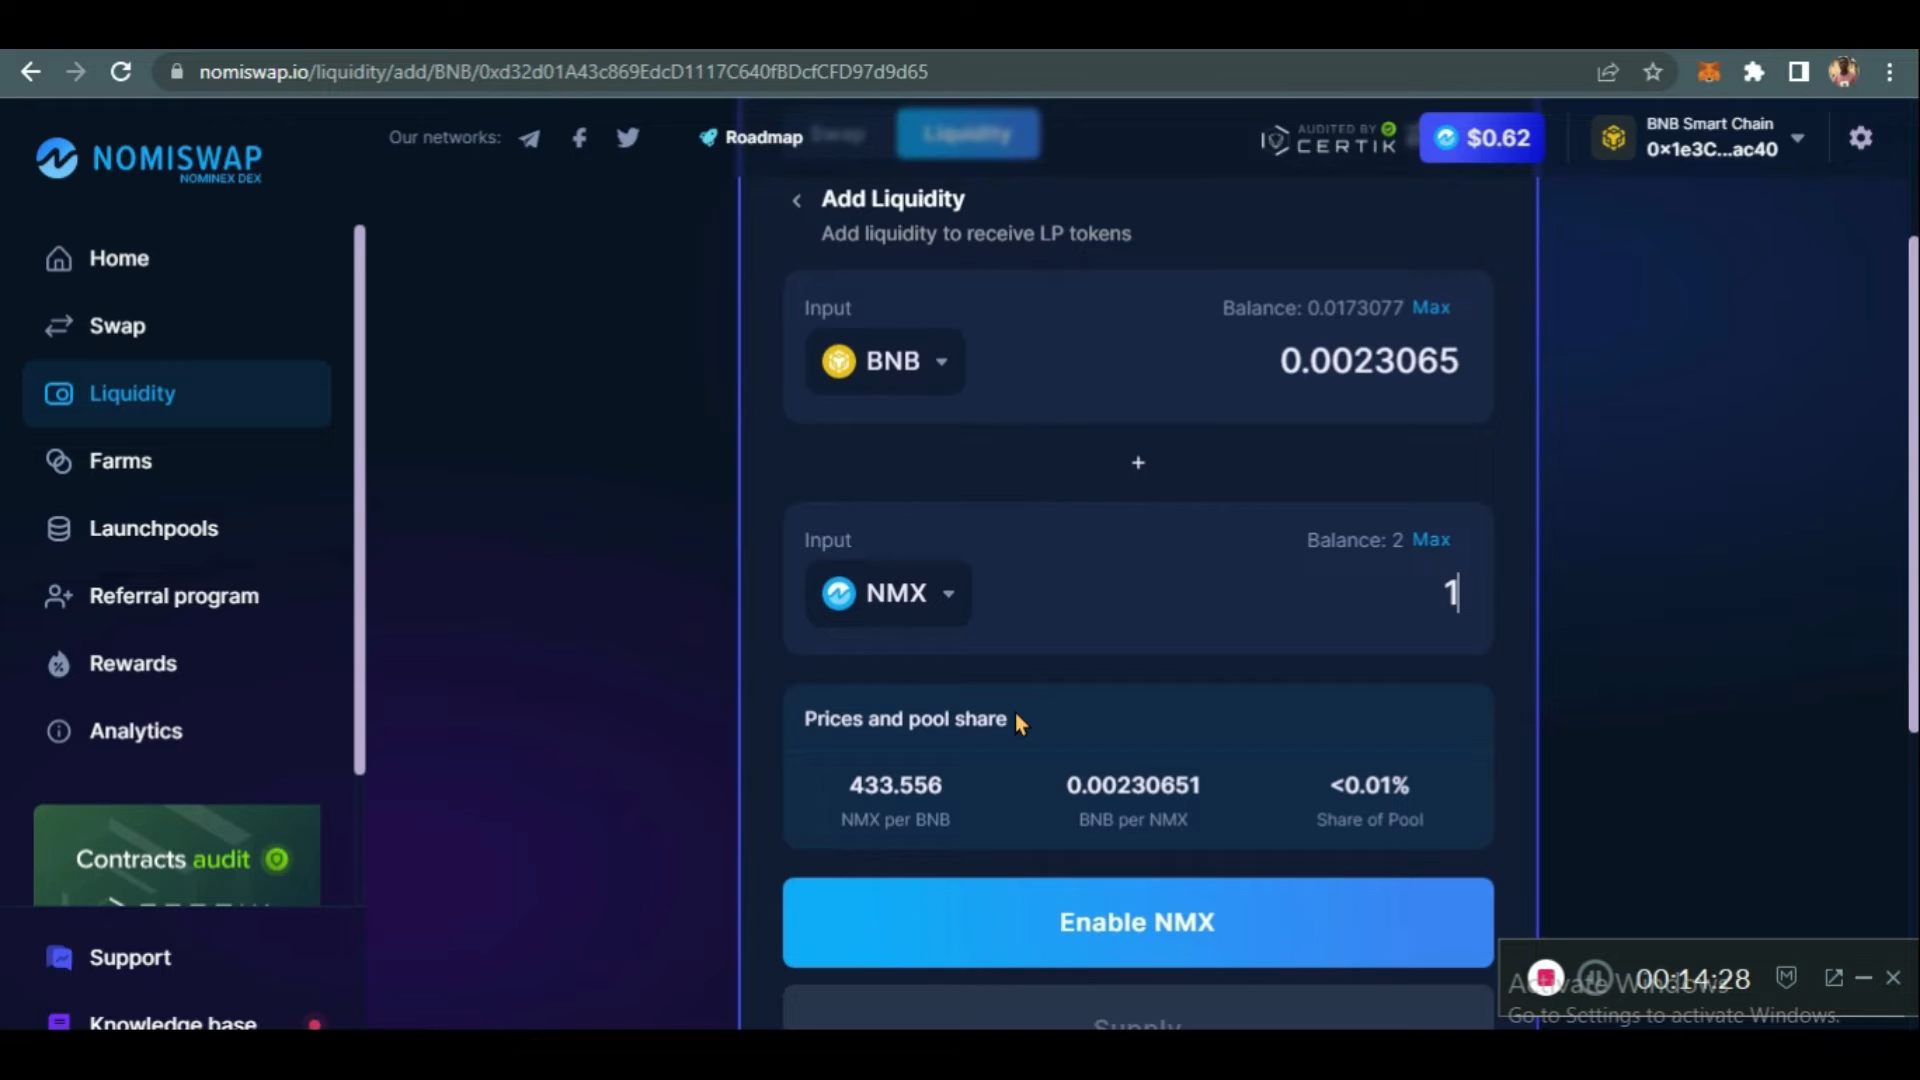 nomiswap.io/liquidity/add/BNB/0xd32d01A43c869EdcD1117C640fBDcfCFD97d9d65
NOMISWAP
NOMINEX DEX
Our networks:
Roadmap
Swap
Liquidity
AUDITED BY
CERTIK
$0.62
BNB Smart Chain
0x1e3C...ac40
Home
Swap
Liquidity
Farms
Launchpools
Referral program
Rewards
Analytics
Contracts audit
Support
Knowledge base
Add Liquidity
Add liquidity to receive LP tokens
Input
Balance: 0.0173077 Max
BNB
0.0023065
+
Input
Balance: 2 Max
NMX
1
Prices and pool share
433.556
NMX per BNB
0.00230651
BNB per NMX
<0.01%
Share of Pool
Enable NMX
Supply
00:14:28
Activate Windows
Go to Settings to activate Windows.